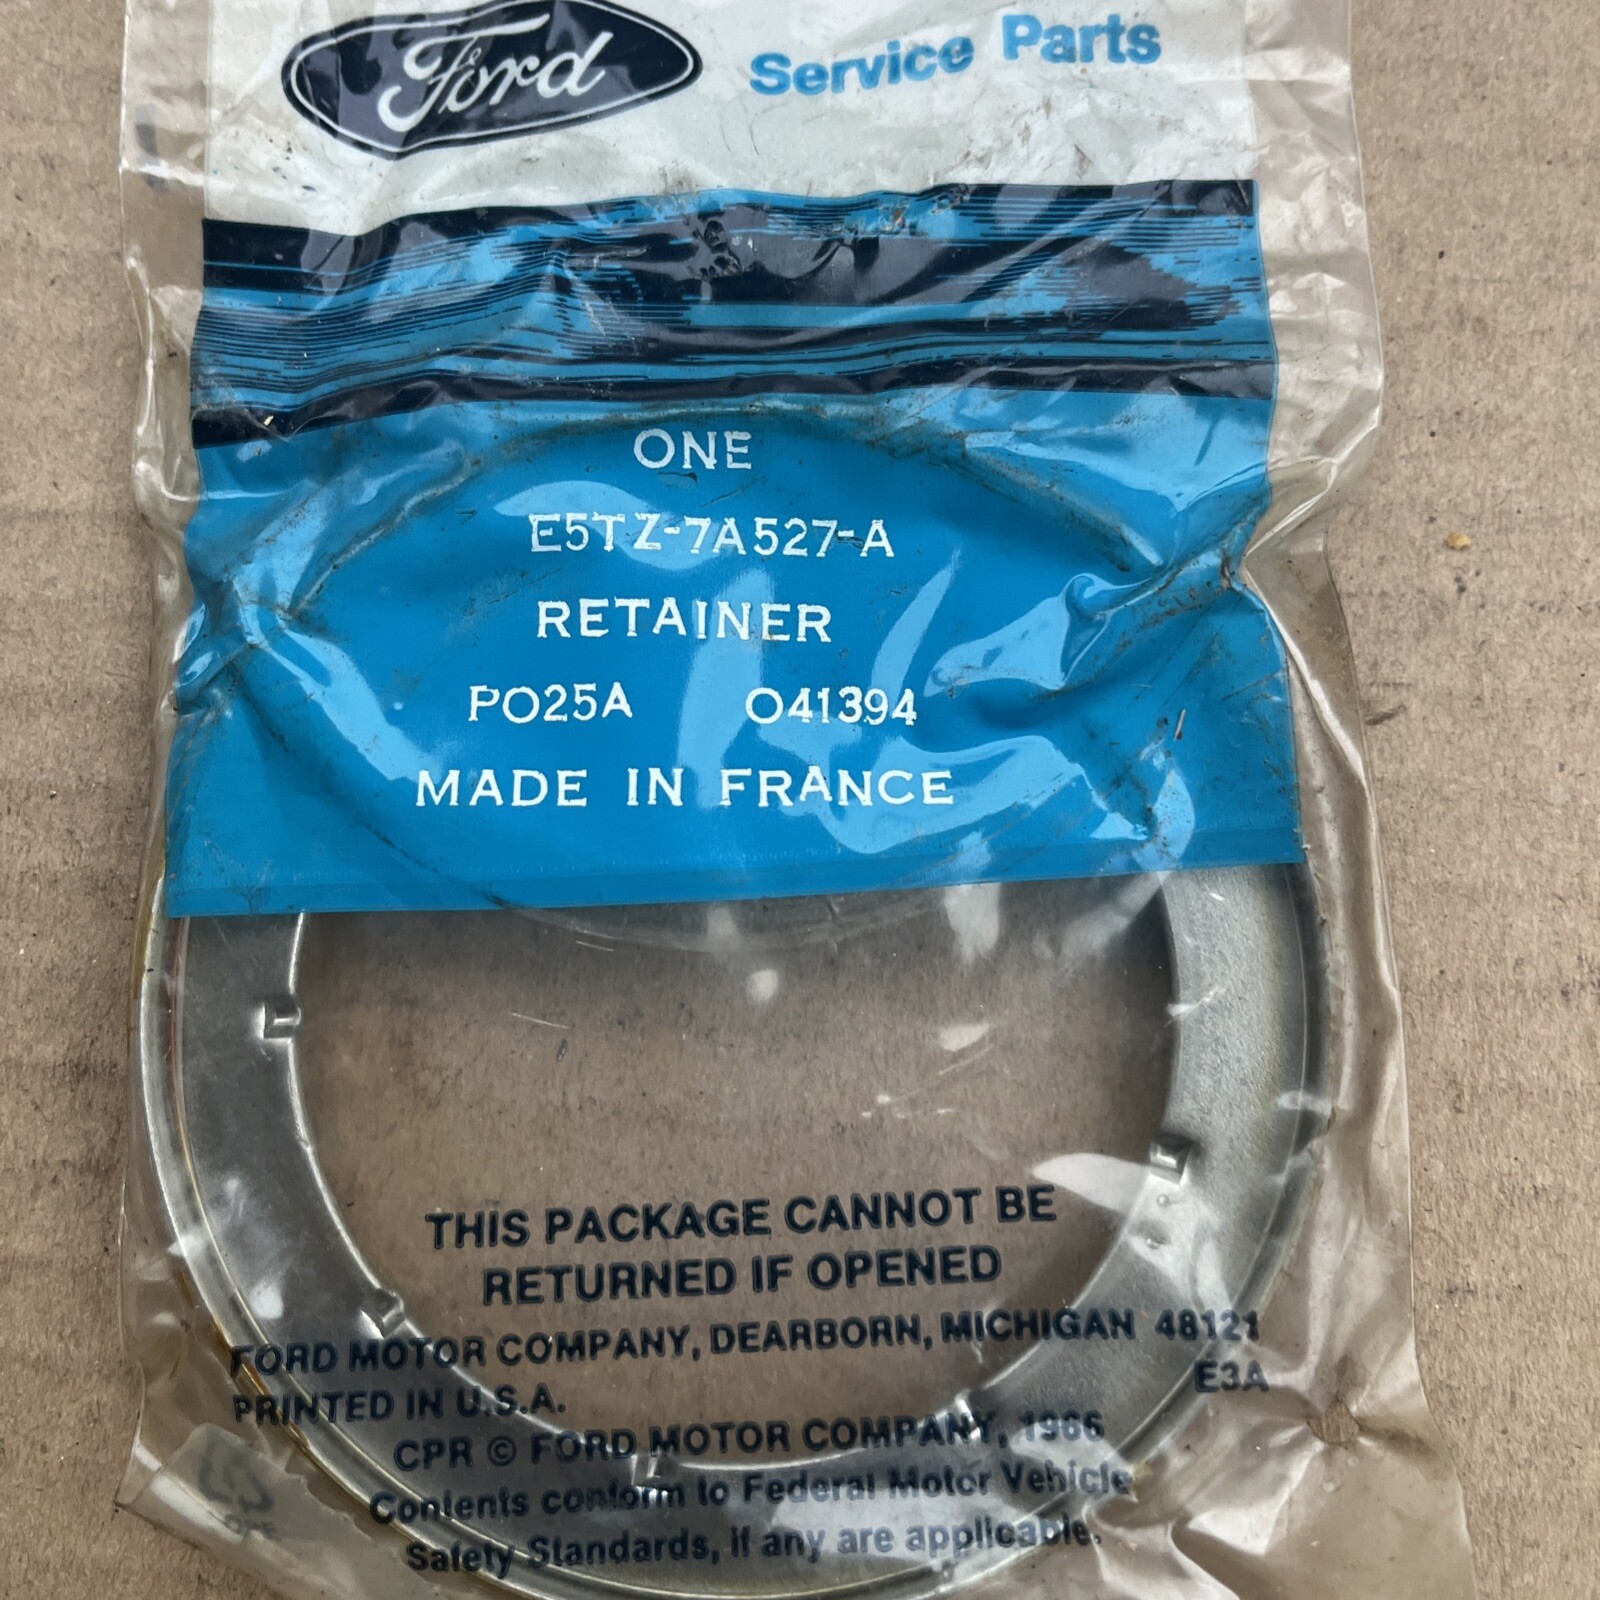 Ford Service Parts
ONE
E5TZ-7A527-A
RETAINER
PO25A 041394
MADE IN FRANCE
THIS PACKAGE CANNOT BE
RETURNED IF OPENED
FORD MOTOR COMPANY, DEARBORN, MICHIGAN 48121
E3A
PRINTED IN U.S.A.
CPR © FORD MOTOR COMPANY, 1966
Contents conform to Federal Motor Vehicle
Safety Standards, if any are applicable.